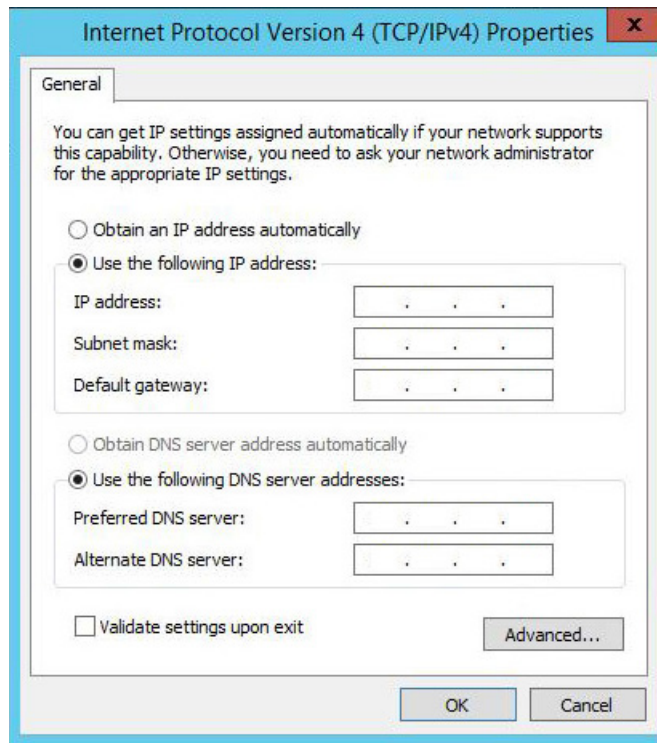 Internet Protocol Version 4 (TCP/IPv4) Properties
x
General
You can get IP settings assigned automatically if your network supports
this capability. Otherwise, you need to ask your network administrator
for the appropriate IP settings.
Obtain an IP address automatically
Use the following IP address:
IP address: . . .
Subnet mask: . . .
Default gateway: . . .
Obtain DNS server address automatically
Use the following DNS server addresses:
Preferred DNS server: . . .
Alternate DNS server: . . .
Validate settings upon exit
Advanced...
OK Cancel